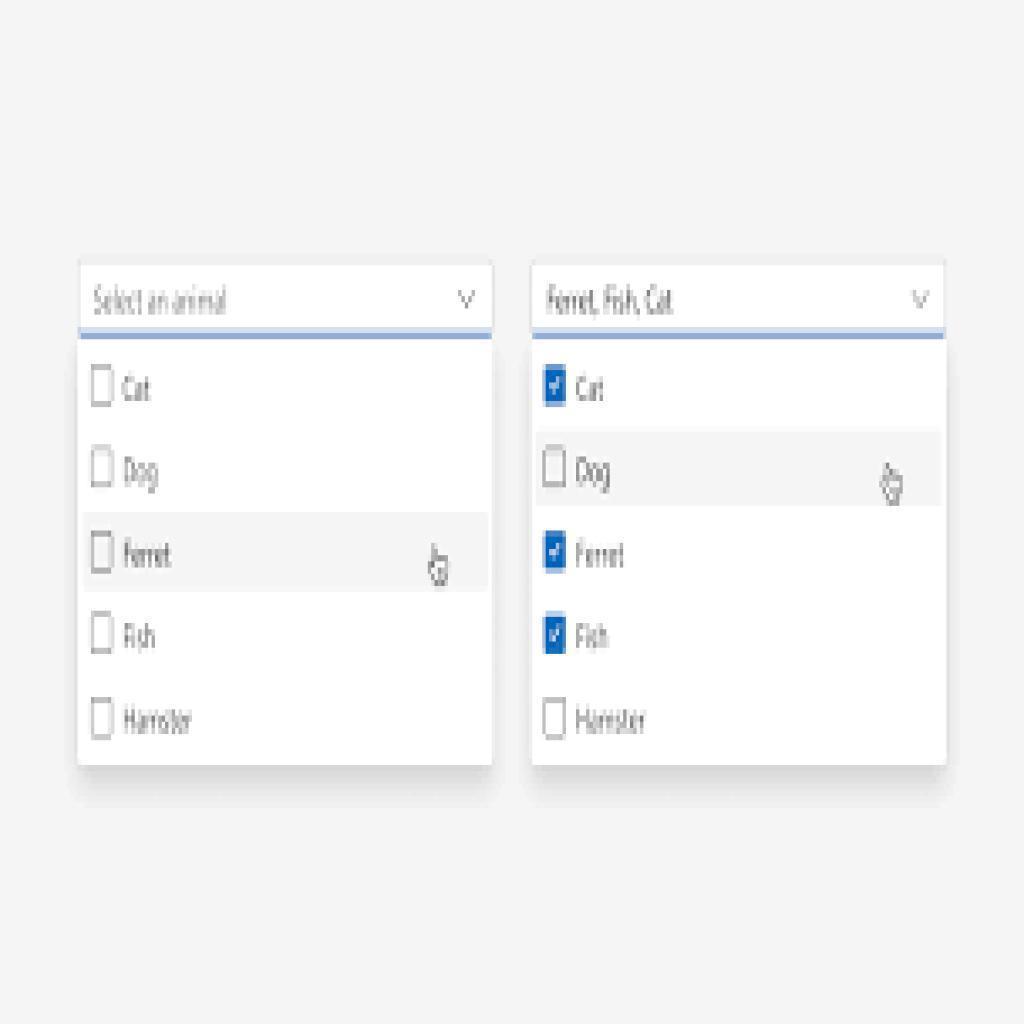 Select an animal
Cat
Dog
Ferret
Fish
Hamster
Ferret, Fish, Cat
Cat
Dog
Ferret
Fish
Hamster